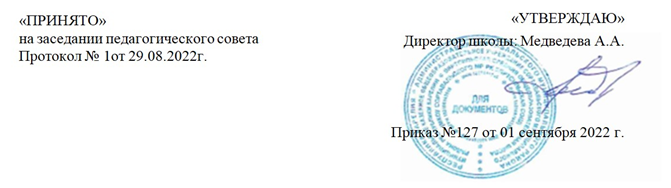 «ПРИНЯТО»
на заседании педагогического совета
Протокол № 1от 29.08.2022г.
«УТВЕРЖДАЮ»
Директор школы: Медведева А.А.
ДЛЯ
ДОКУМЕНТОВ
Приказ №127 от 01 сентября 2022 г.